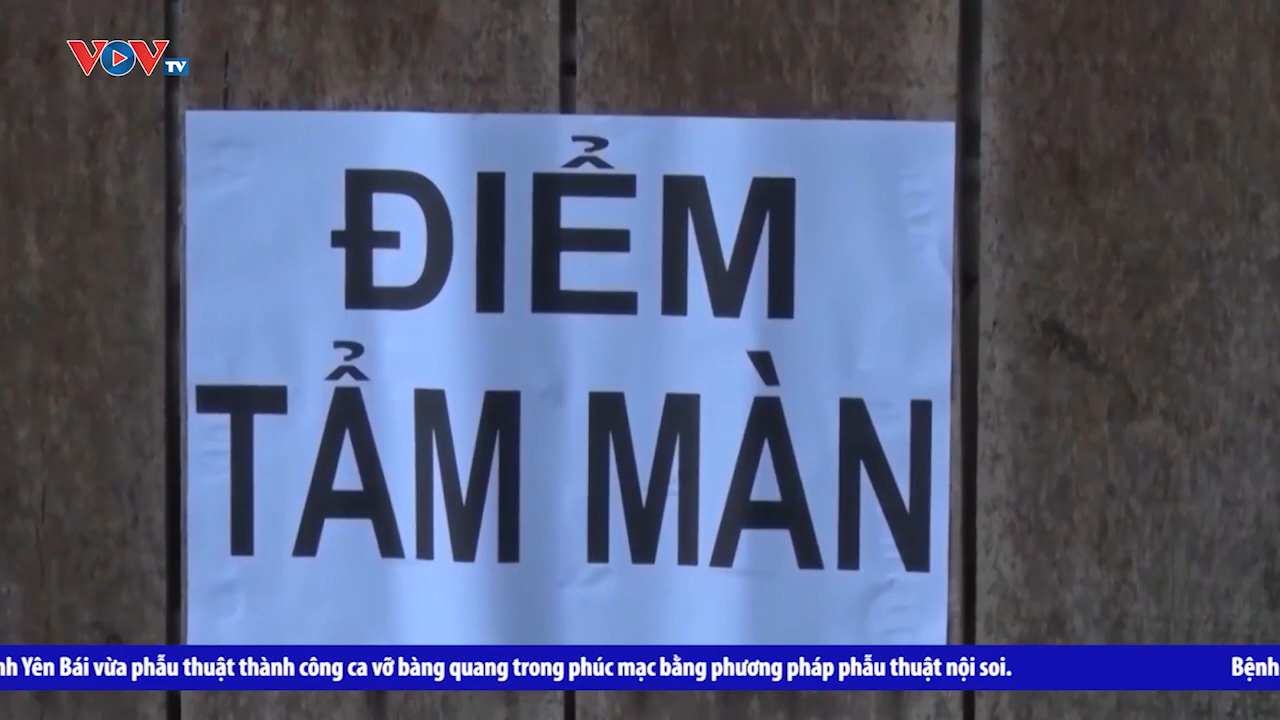 VOV TV
ĐIỂM
TẨM MÀN
Yên Bái vừa phẫu thuật thành công ca vỡ bàng quang trong phúc mạc bằng phương pháp phẫu thuật nội soi. Bệnh